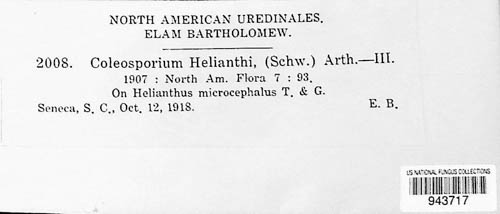 NORTH AMERICAN UREDINALES.
ELAM BARTHOLOMEW.
2008. Coleosporium Helianthi, (Schw.) Arth.—III.
1907 : North Am. Flora 7 : 93.
On Helianthus microcephalus T. & G.
Seneca, S. C., Oct. 12, 1918. E. B.
US NATIONAL FUNGUS COLLECTIONS
943717